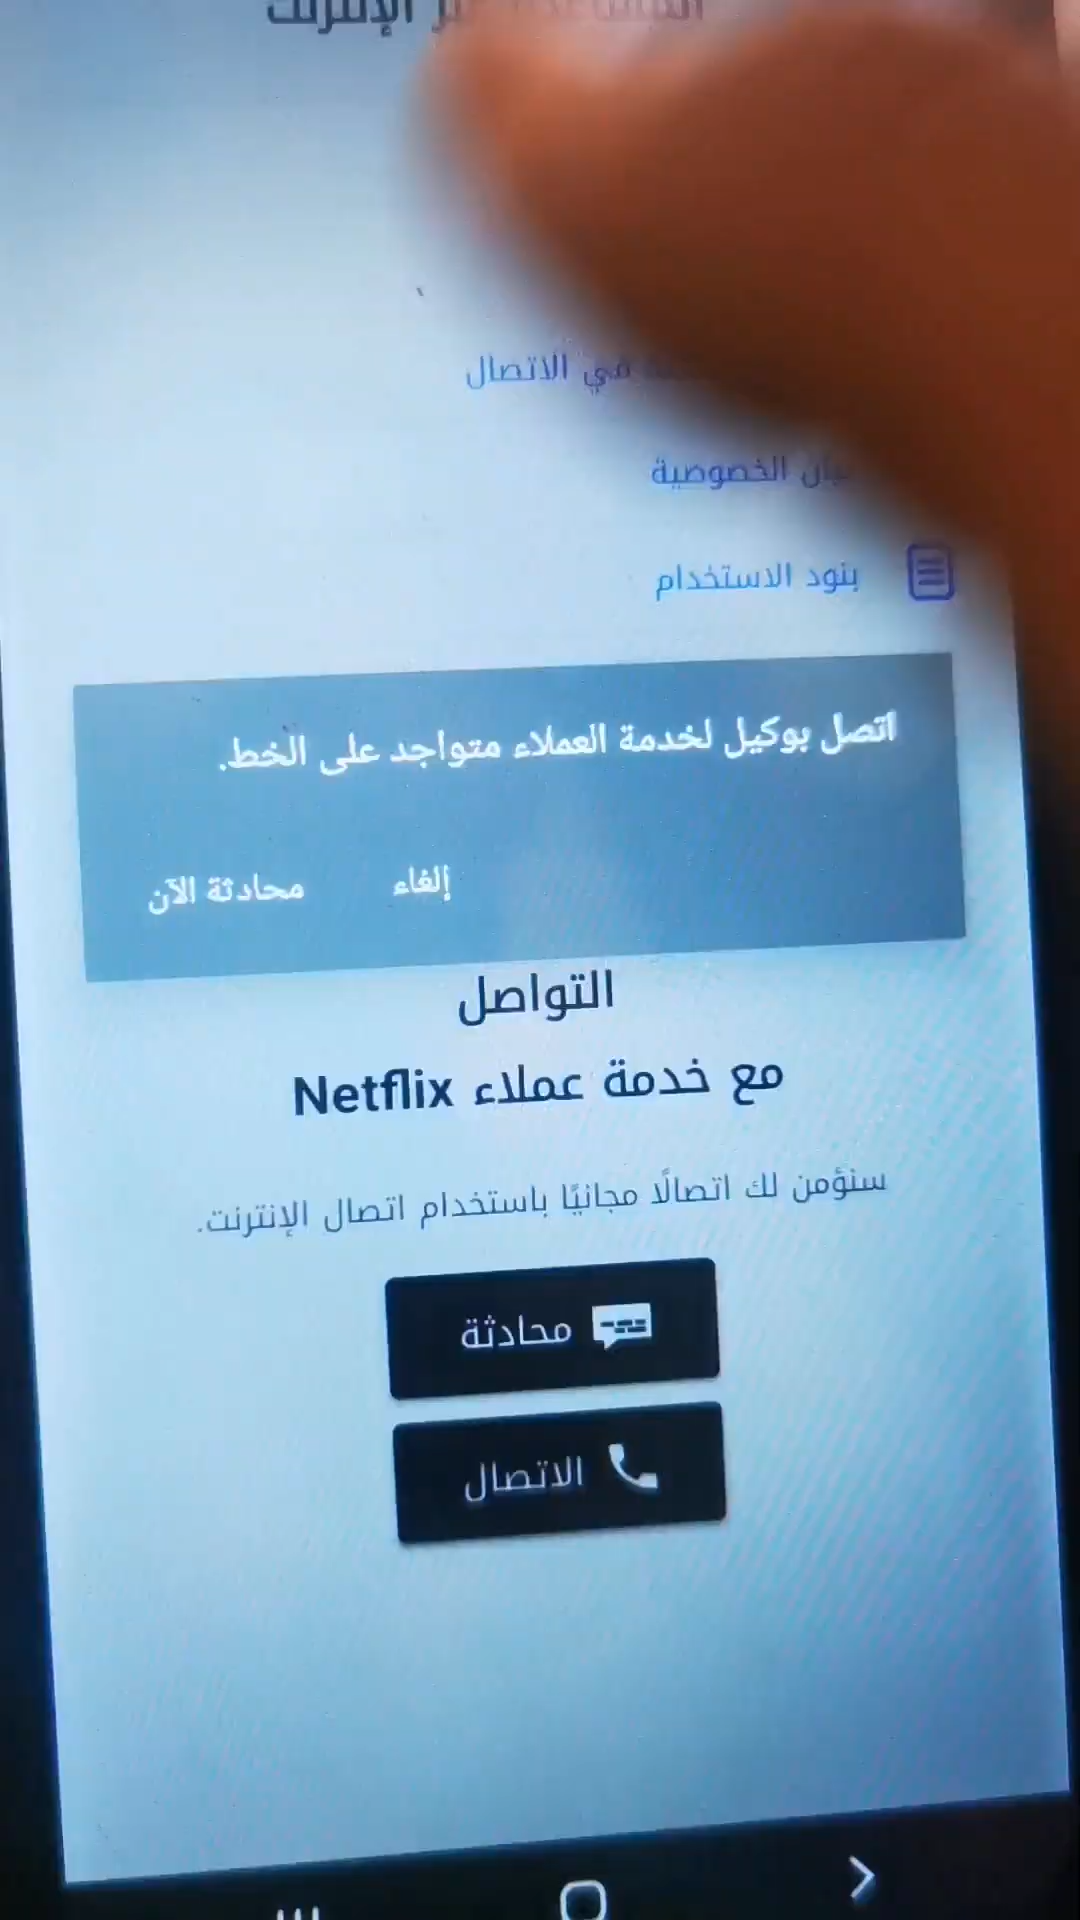 الإنترنت
في الاتصال
الخصوصية
بنود الاستخدام
اتصل بوكيل لخدمة العملاء متواجد على الخط.
إلغاء
محادثة الآن
التواصل
مع خدمة عملاء Netflix
سنؤمن لك اتصالًا مجانيًا باستخدام اتصال الإنترنت.
محادثة
الاتصال